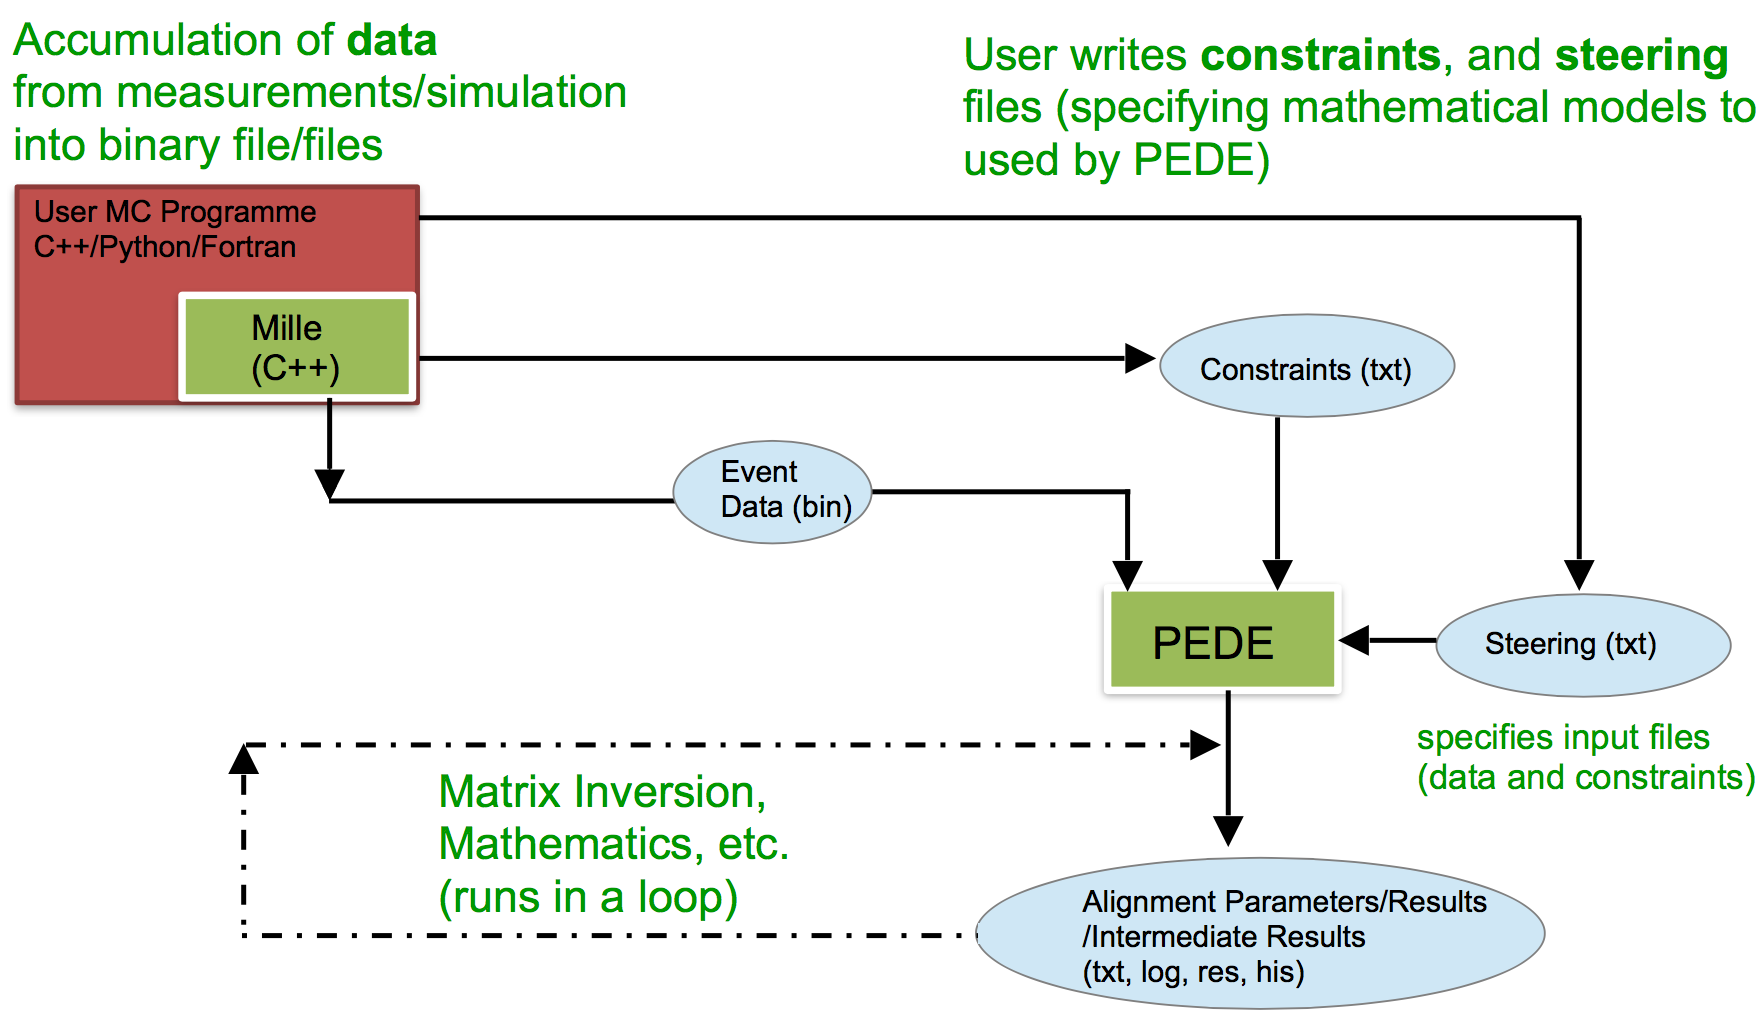 Accumulation of data
from measurements/simulation
into binary file/files
User writes constraints, and steering
files (specifying mathematical models to
used by PEDE)
User MC Programme
C++/Python/Fortran
Mille
(C++)
Constraints (txt)
Event
Data (bin)
PEDE
Steering (txt)
specifies input files
(data and constraints)
Matrix Inversion,
Mathematics, etc.
(runs in a loop)
Alignment Parameters/Results
/Intermediate Results
(txt, log, res, his)